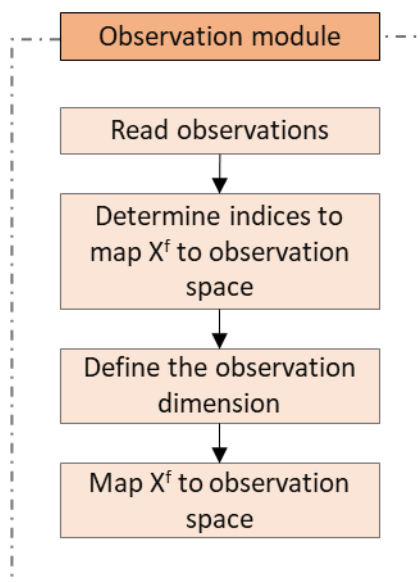 Observation module
Read observations
Determine indices to
map Xᶠ to observation
space
Define the observation
dimension
Map Xᶠ to observation
space